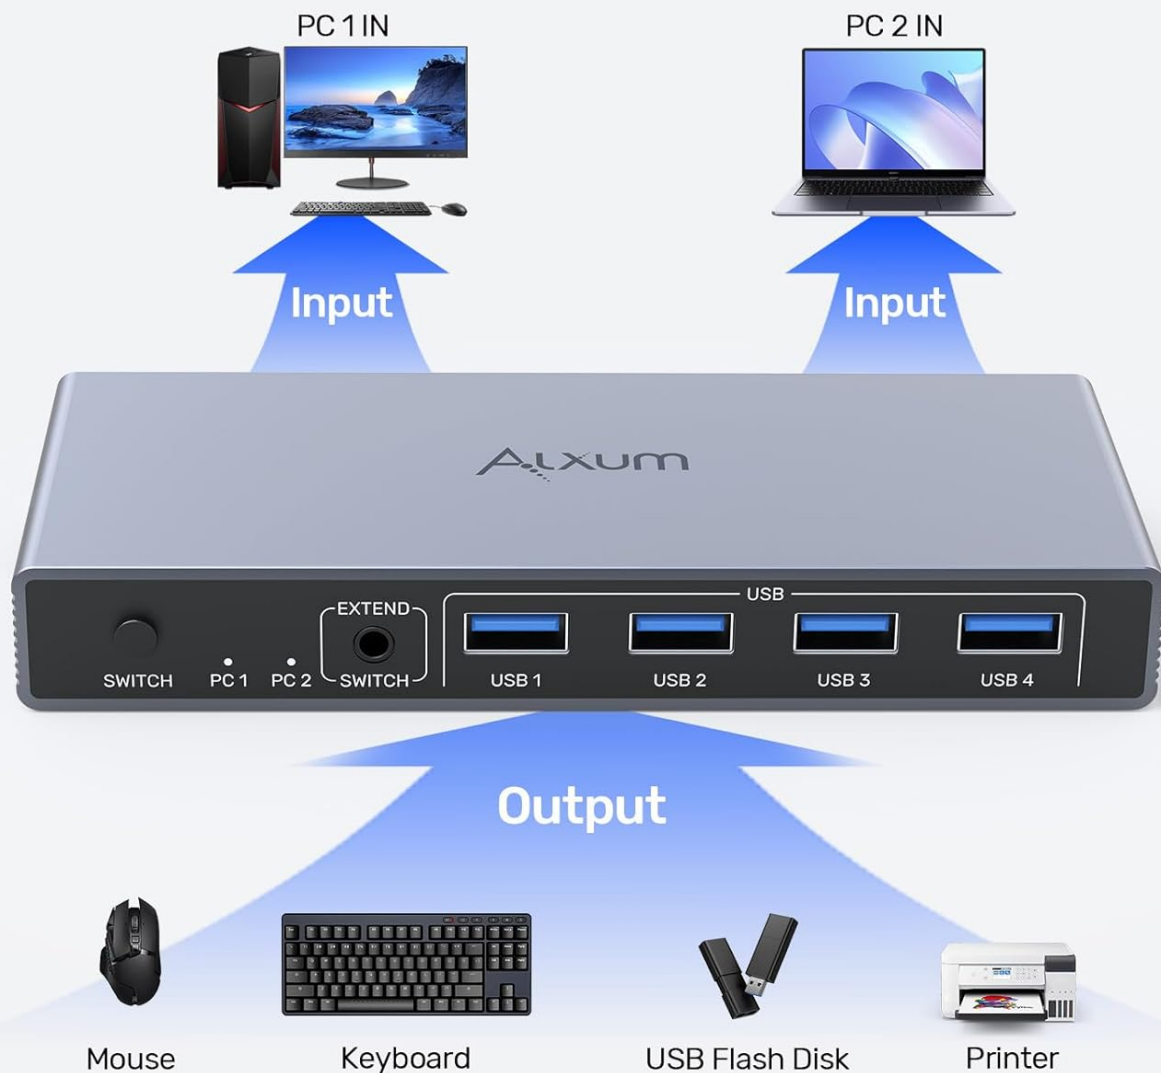 PC 1 IN
PC 2 IN
Input
Input
ALXUM
USB
EXTEND
SWITCH
PC 1
PC 2
SWITCH
USB 1
USB 2
USB 3
USB 4
Output
Mouse
Keyboard
USB Flash Disk
Printer